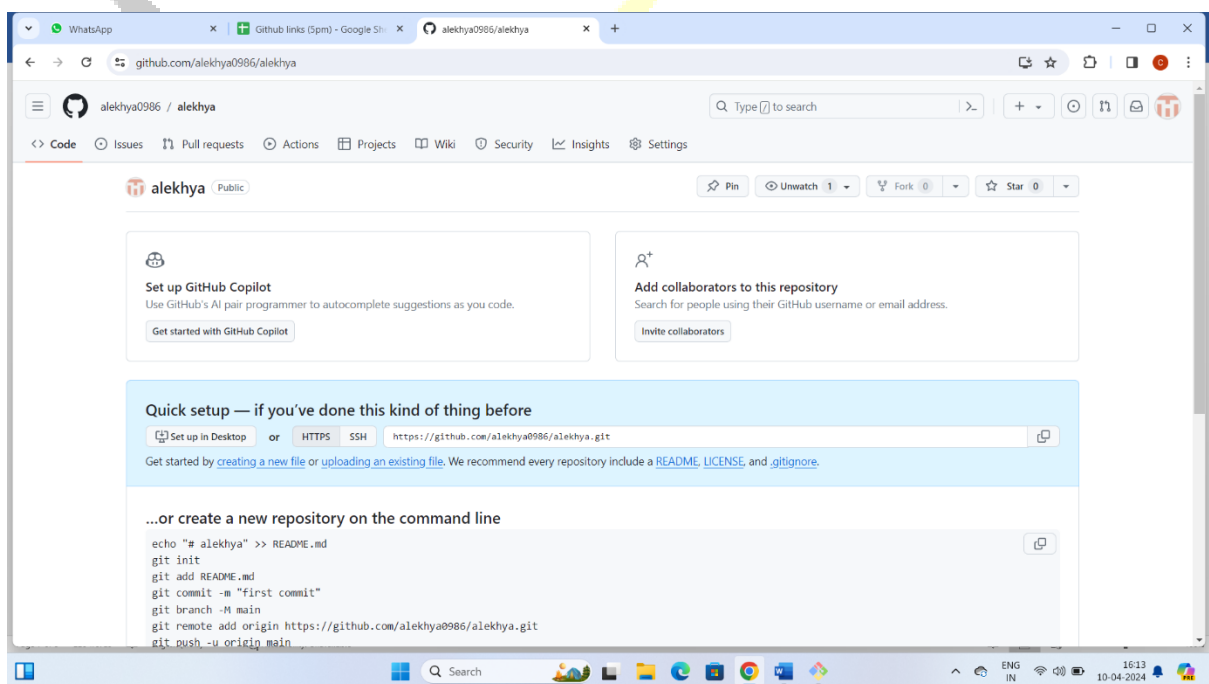 WhatsApp
Github links (5pm) - Google She
alekhya0986/alekhya
github.com/alekhya0986/alekhya
alekhya0986 / alekhya
Type / to search
<> Code Issues Pull requests Actions Projects Wiki Security Insights Settings
alekhya Public
Pin Unwatch 1 Fork 0 Star 0
Set up GitHub Copilot
Use GitHub's AI pair programmer to autocomplete suggestions as you code.
Get started with GitHub Copilot
Add collaborators to this repository
Search for people using their GitHub username or email address.
Invite collaborators
Quick setup — if you've done this kind of thing before
Set up in Desktop or HTTPS SSH https://github.com/alekhya0986/alekhya.git
Get started by creating a new file or uploading an existing file. We recommend every repository include a README, LICENSE, and .gitignore.
...or create a new repository on the command line
echo "# alekhya" >> README.md
git init
git add README.md
git commit -m "first commit"
git branch -M main
git remote add origin https://github.com/alekhya0986/alekhya.git
git push -u origin main
Search
ENG
IN
16:13
10-04-2024